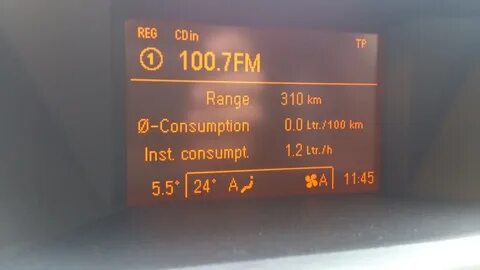 REG CDin TP
1 100.7FM
Range 310 km
Ø-Consumption 0.0 Ltr./100 km
Inst. consumpt. 1.2 Ltr./h
5.5° 24° A A 11:45